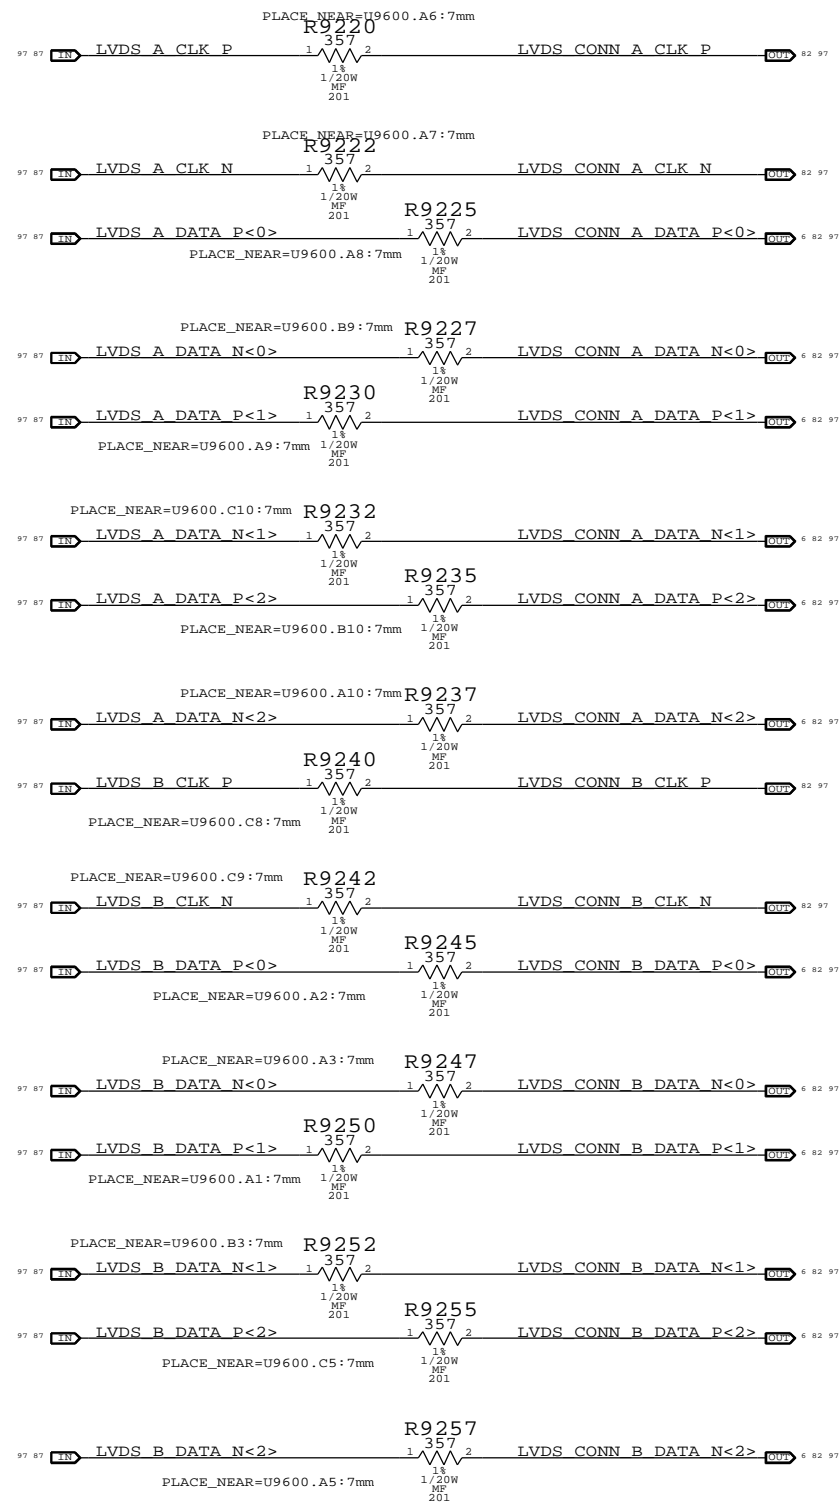 PLACE_NEAR=U9600.A6:7mm
R9220
97 87 IN LVDS_A_CLK_P 1 357 2 LVDS_CONN_A_CLK_P OUT 82 97
1%
1/20W
MF
201
PLACE_NEAR=U9600.A7:7mm
R9222
97 87 IN LVDS_A_CLK_N 1 357 2 LVDS_CONN_A_CLK_N OUT 82 97
1%
1/20W
MF
201
R9225
97 87 IN LVDS_A_DATA_P<0> 1 357 2 LVDS_CONN_A_DATA_P<0> OUT 6 82 97
PLACE_NEAR=U9600.A8:7mm
1%
1/20W
MF
201
PLACE_NEAR=U9600.B9:7mm R9227
97 87 IN LVDS_A_DATA_N<0> 1 357 2 LVDS_CONN_A_DATA_N<0> OUT 6 82 97
1%
1/20W
MF
201
R9230
97 87 IN LVDS_A_DATA_P<1> 1 357 2 LVDS_CONN_A_DATA_P<1> OUT 6 82 97
1%
PLACE_NEAR=U9600.A9:7mm 1/20W
MF
201
PLACE_NEAR=U9600.C10:7mm R9232
97 87 IN LVDS_A_DATA_N<1> 1 357 2 LVDS_CONN_A_DATA_N<1> OUT 6 82 97
1%
1/20W
MF
201
R9235
97 87 IN LVDS_A_DATA_P<2> 1 357 2 LVDS_CONN_A_DATA_P<2> OUT 6 82 97
1%
PLACE_NEAR=U9600.B10:7mm 1/20W
MF
201
PLACE_NEAR=U9600.A10:7mm R9237
97 87 IN LVDS_A_DATA_N<2> 1 357 2 LVDS_CONN_A_DATA_N<2> OUT 6 82 97
1%
1/20W
MF
201
R9240
97 87 IN LVDS_B_CLK_P 1 357 2 LVDS_CONN_B_CLK_P OUT 82 97
1%
1/20W
PLACE_NEAR=U9600.C8:7mm MF
201
PLACE_NEAR=U9600.C9:7mm R9242
97 87 IN LVDS_B_CLK_N 1 357 2 LVDS_CONN_B_CLK_N OUT 82 97
1%
1/20W
MF
201
R9245
97 87 IN LVDS_B_DATA_P<0> 1 357 2 LVDS_CONN_B_DATA_P<0> OUT 6 82 97
1%
PLACE_NEAR=U9600.A2:7mm 1/20W
MF
201
PLACE_NEAR=U9600.A3:7mm R9247
97 87 IN LVDS_B_DATA_N<0> 1 357 2 LVDS_CONN_B_DATA_N<0> OUT 6 82 97
1%
1/20W
MF
201
R9250
97 87 IN LVDS_B_DATA_P<1> 1 357 2 LVDS_CONN_B_DATA_P<1> OUT 6 82 97
1%
PLACE_NEAR=U9600.A1:7mm 1/20W
MF
201
PLACE_NEAR=U9600.B3:7mm R9252
97 87 IN LVDS_B_DATA_N<1> 1 357 2 LVDS_CONN_B_DATA_N<1> OUT 6 82 97
1%
1/20W
MF
201
R9255
97 87 IN LVDS_B_DATA_P<2> 1 357 2 LVDS_CONN_B_DATA_P<2> OUT 6 82 97
1%
PLACE_NEAR=U9600.C5:7mm 1/20W
MF
201
R9257
97 87 IN LVDS_B_DATA_N<2> 1 357 2 LVDS_CONN_B_DATA_N<2> OUT 6 82 97
1%
PLACE_NEAR=U9600.A5:7mm 1/20W
MF
201